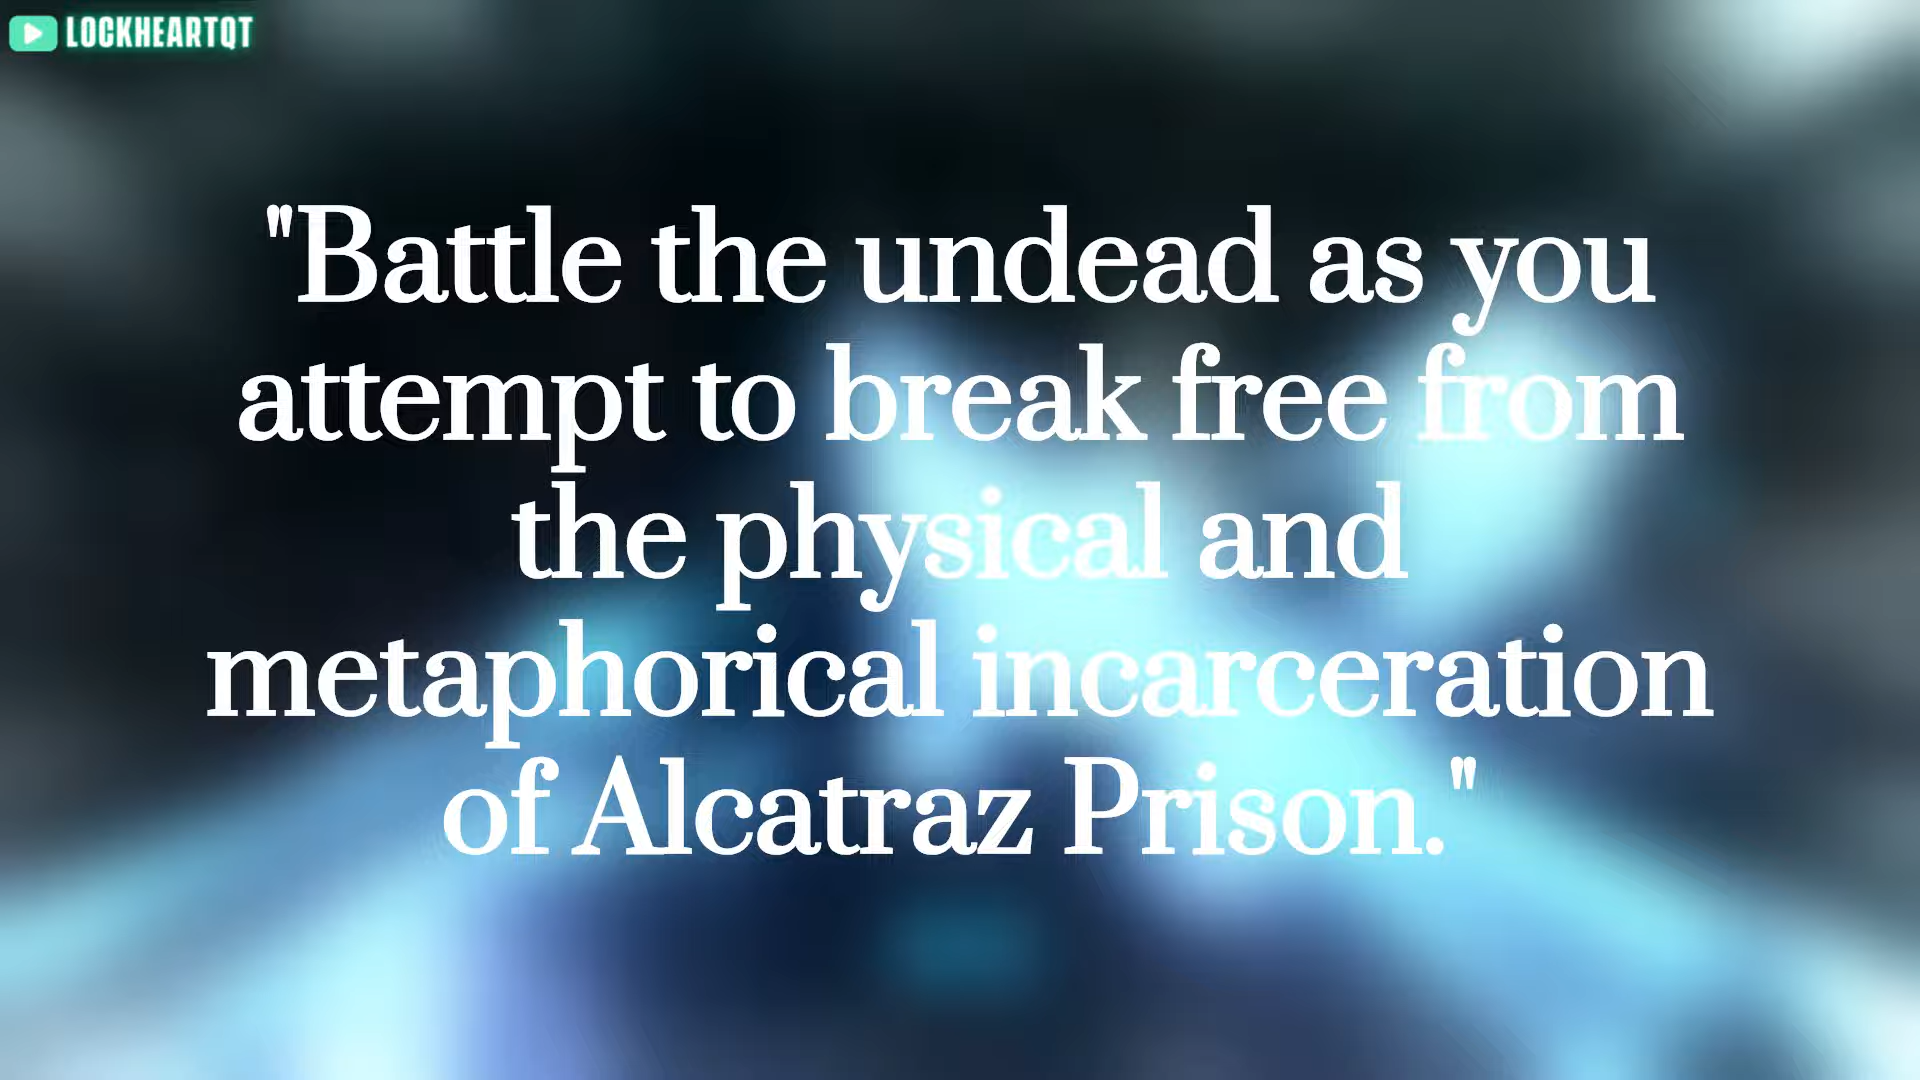 LOCKHEARTQT
"Battle the undead as you
attempt to break free from
the physical and
metaphorical incarceration
of Alcatraz Prison."